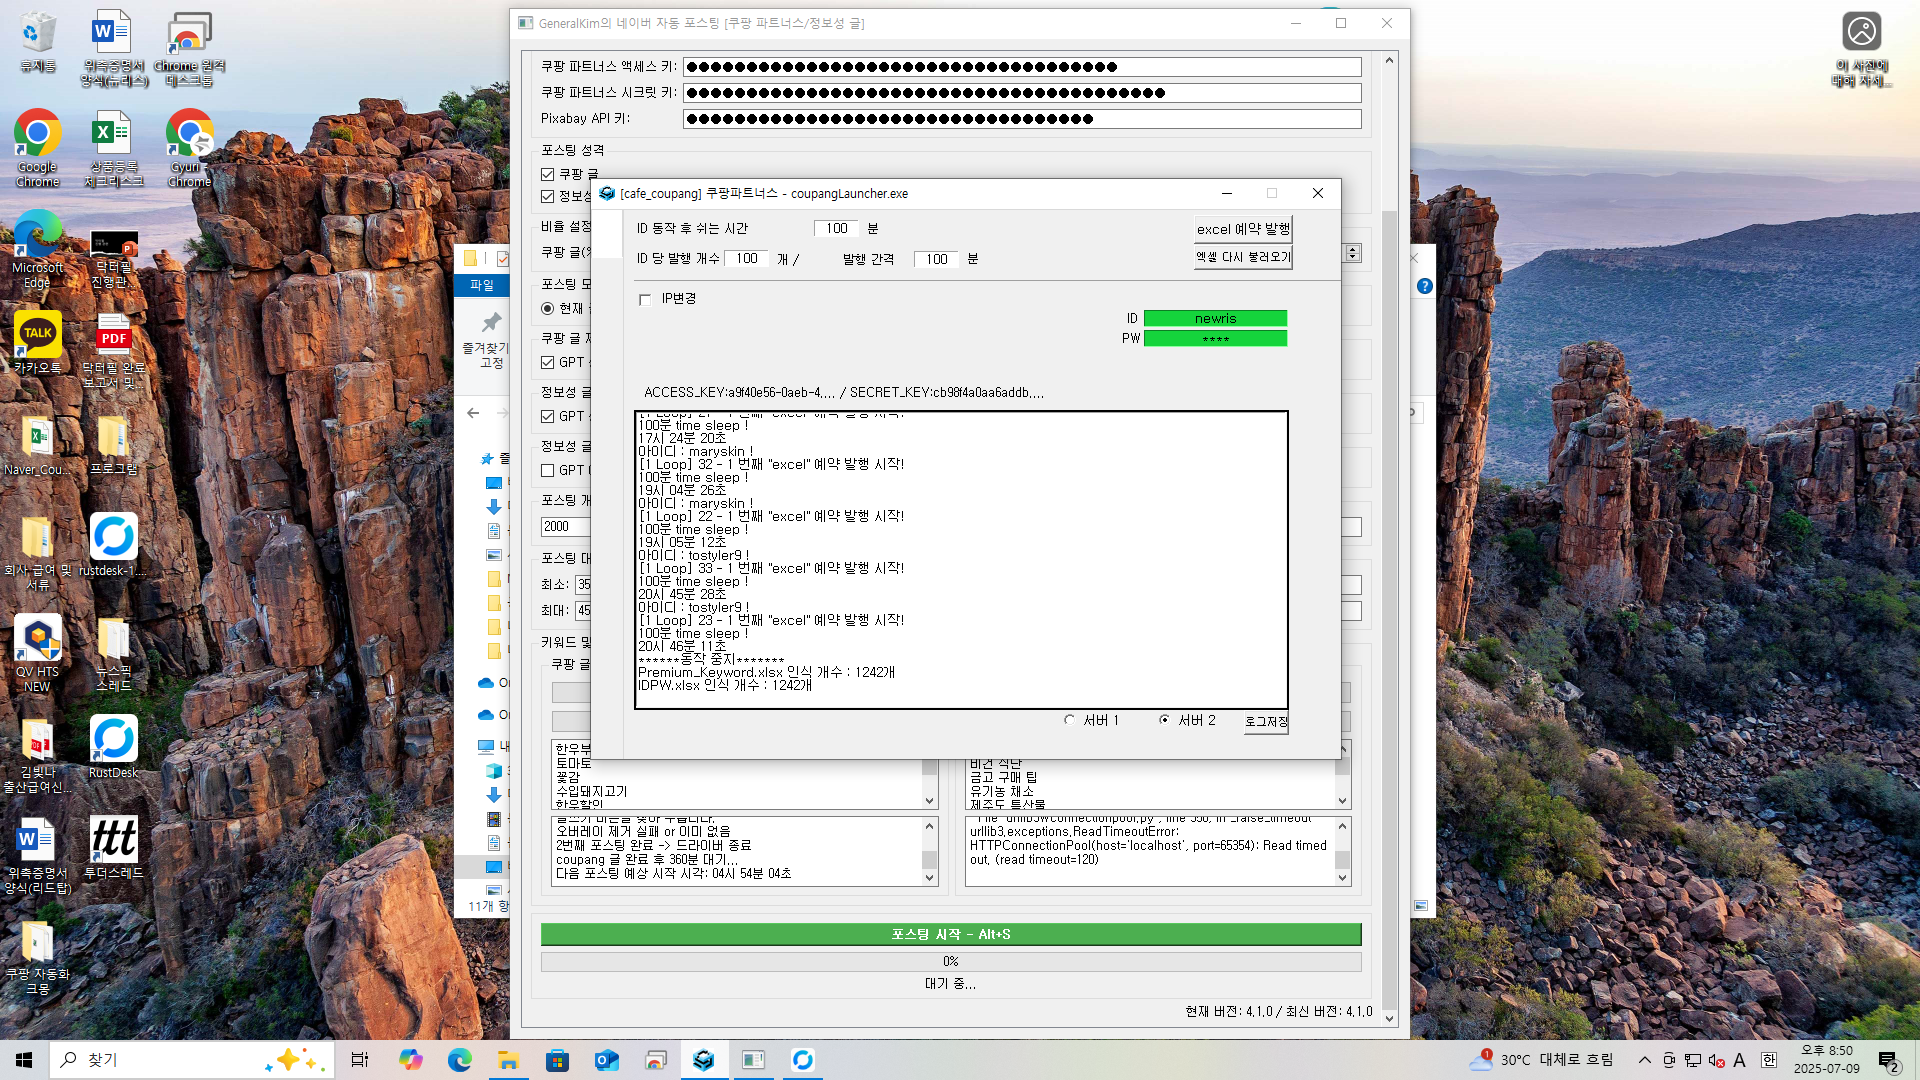 휴지통
위촉증명서
양식(뉴리스)
Chrome 원격
데스크톱
Google
Chrome
상품등록
체크리스크
Gyuri -
Chrome
Microsoft
Edge
닥터필
진행관...
카카오톡
닥터필 완료
보고서 및...
Naver_Cou...
프로그램
회사 급여 및
서류
rustdesk-1....
QV HTS
NEW
뉴스픽
스레드
김빛나
출산급여신...
RustDesk
위촉증명서
양식(리드탑)
투더스레드
쿠팡 자동화
크몽
이 사진에
대해 자세...
GeneralKim의 네이버 자동 포스팅 [쿠팡 파트너스/정보성 글]
쿠팡 파트너스 액세스 키:
쿠팡 파트너스 시크릿 키:
Pixabay API 키:
포스팅 성격
쿠팡 글
정보성
비율 설정
쿠팡 글(
포스팅 모
현재
쿠팡 글 제
GPT
정보성 글
GPT
정보성 글
GPT
포스팅 개
2000
포스팅 대
최소: 35
최대: 45
키워드 및
쿠팡 글
파일
즐겨찾기
고정
11개 항
[cafe_coupang] 쿠팡파트너스 - coupangLauncher.exe
ID 동작 후 쉬는 시간 100 분
excel 예약 발행
ID 당 발행 개수 100 개 / 발행 간격 100 분
엑셀 다시 불러오기
IP변경
ID newris
PW ****
ACCESS_KEY:a9f40e56-0aeb-4.... / SECRET_KEY:cb98f4a0aa6addb....
100분 time sleep !
17시 24분 20초
아이디 : maryskin !
[1 Loop] 32 - 1 번째 "excel" 예약 발행 시작!
100분 time sleep !
19시 04분 26초
아이디 : maryskin !
[1 Loop] 22 - 1 번째 "excel" 예약 발행 시작!
100분 time sleep !
19시 05분 12초
아이디 : tostyler9 !
[1 Loop] 33 - 1 번째 "excel" 예약 발행 시작!
100분 time sleep !
20시 45분 28초
아이디 : tostyler9 !
[1 Loop] 23 - 1 번째 "excel" 예약 발행 시작!
100분 time sleep !
20시 46분 11초
******동작 중지*******
Premium_Keyword.xlsx 인식 개수 : 1242개
IDPW.xlsx 인식 개수 : 1242개
서버 1
서버 2
로그저장
한우부
토마토
꽃감
수입돼지고기
한우할인
비건 식단
금고 구매 팁
유기농 채소
제주도 특산물
오버레이 제거 실패 or 이미 없음
2번째 포스팅 완료 -> 드라이버 종료
coupang 글 완료 후 360분 대기...
다음 포스팅 예상 시작 시각: 04시 54분 04초
urllib3.exceptions.ReadTimeoutError:
HTTPConnectionPool(host='localhost', port=65354): Read timed
out. (read timeout=120)
포스팅 시작 - Alt+S
0%
대기 중...
현재 버전: 4.1.0 / 최신 버전: 4.1.0
찾기
30°C 대체로 흐림
A
한
오후 8:50
2025-07-09
2